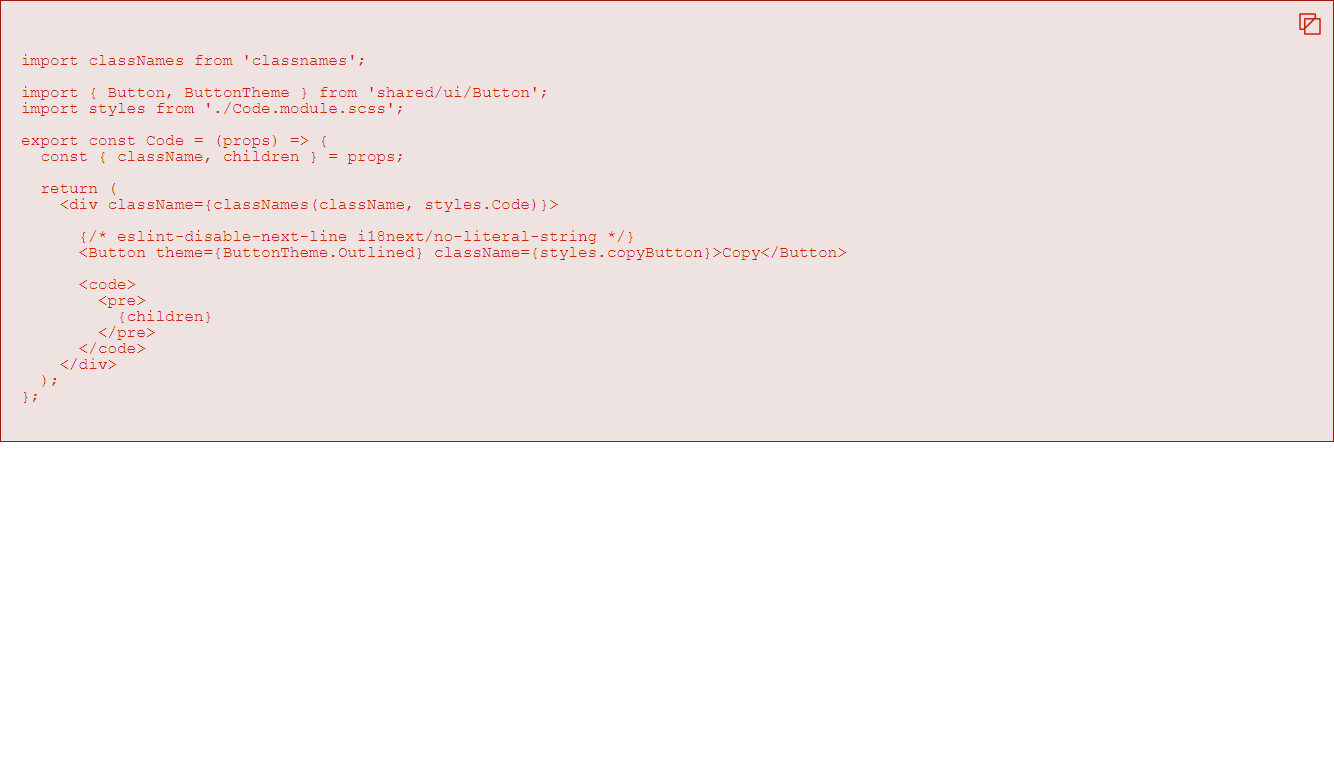 import classNames from 'classnames';
import { Button, ButtonTheme } from 'shared/ui/Button';
import styles from './Code.module.scss';
export const Code = (props) => {
  const { className, children } = props;
  return (
    <div className={classNames(className, styles.Code)}>
      {/* eslint-disable-next-line i18next/no-literal-string */}
      <Button theme={ButtonTheme.Outlined} className={styles.copyButton}>Copy</Button>
      <code>
        <pre>
          {children}
        </pre>
      </code>
    </div>
  );
};